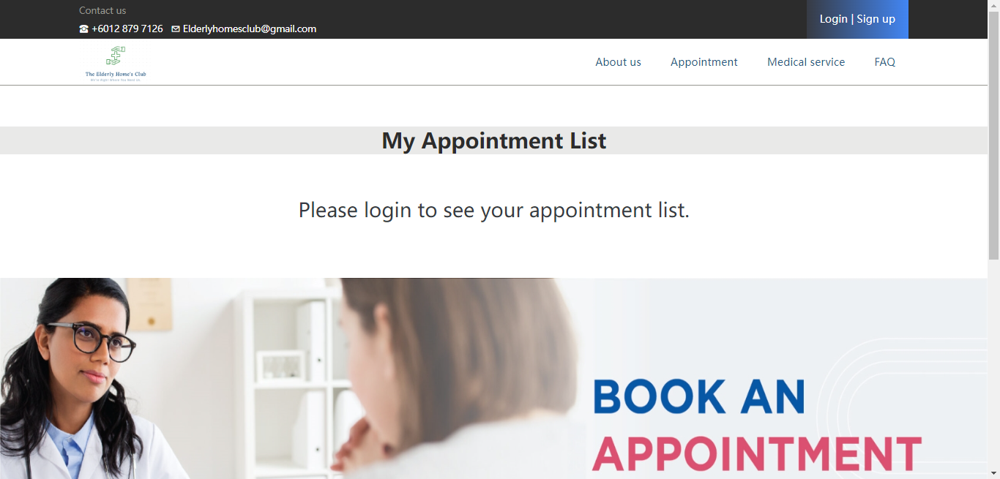 Contact us
+6012 879 7126 Elderlyhomesclub@gmail.com
Login | Sign up
The Elderly Home's Club
We're Right Where You Need Us
About us Appointment Medical service FAQ
My Appointment List
Please login to see your appointment list.
BOOK AN
APPOINTMENT